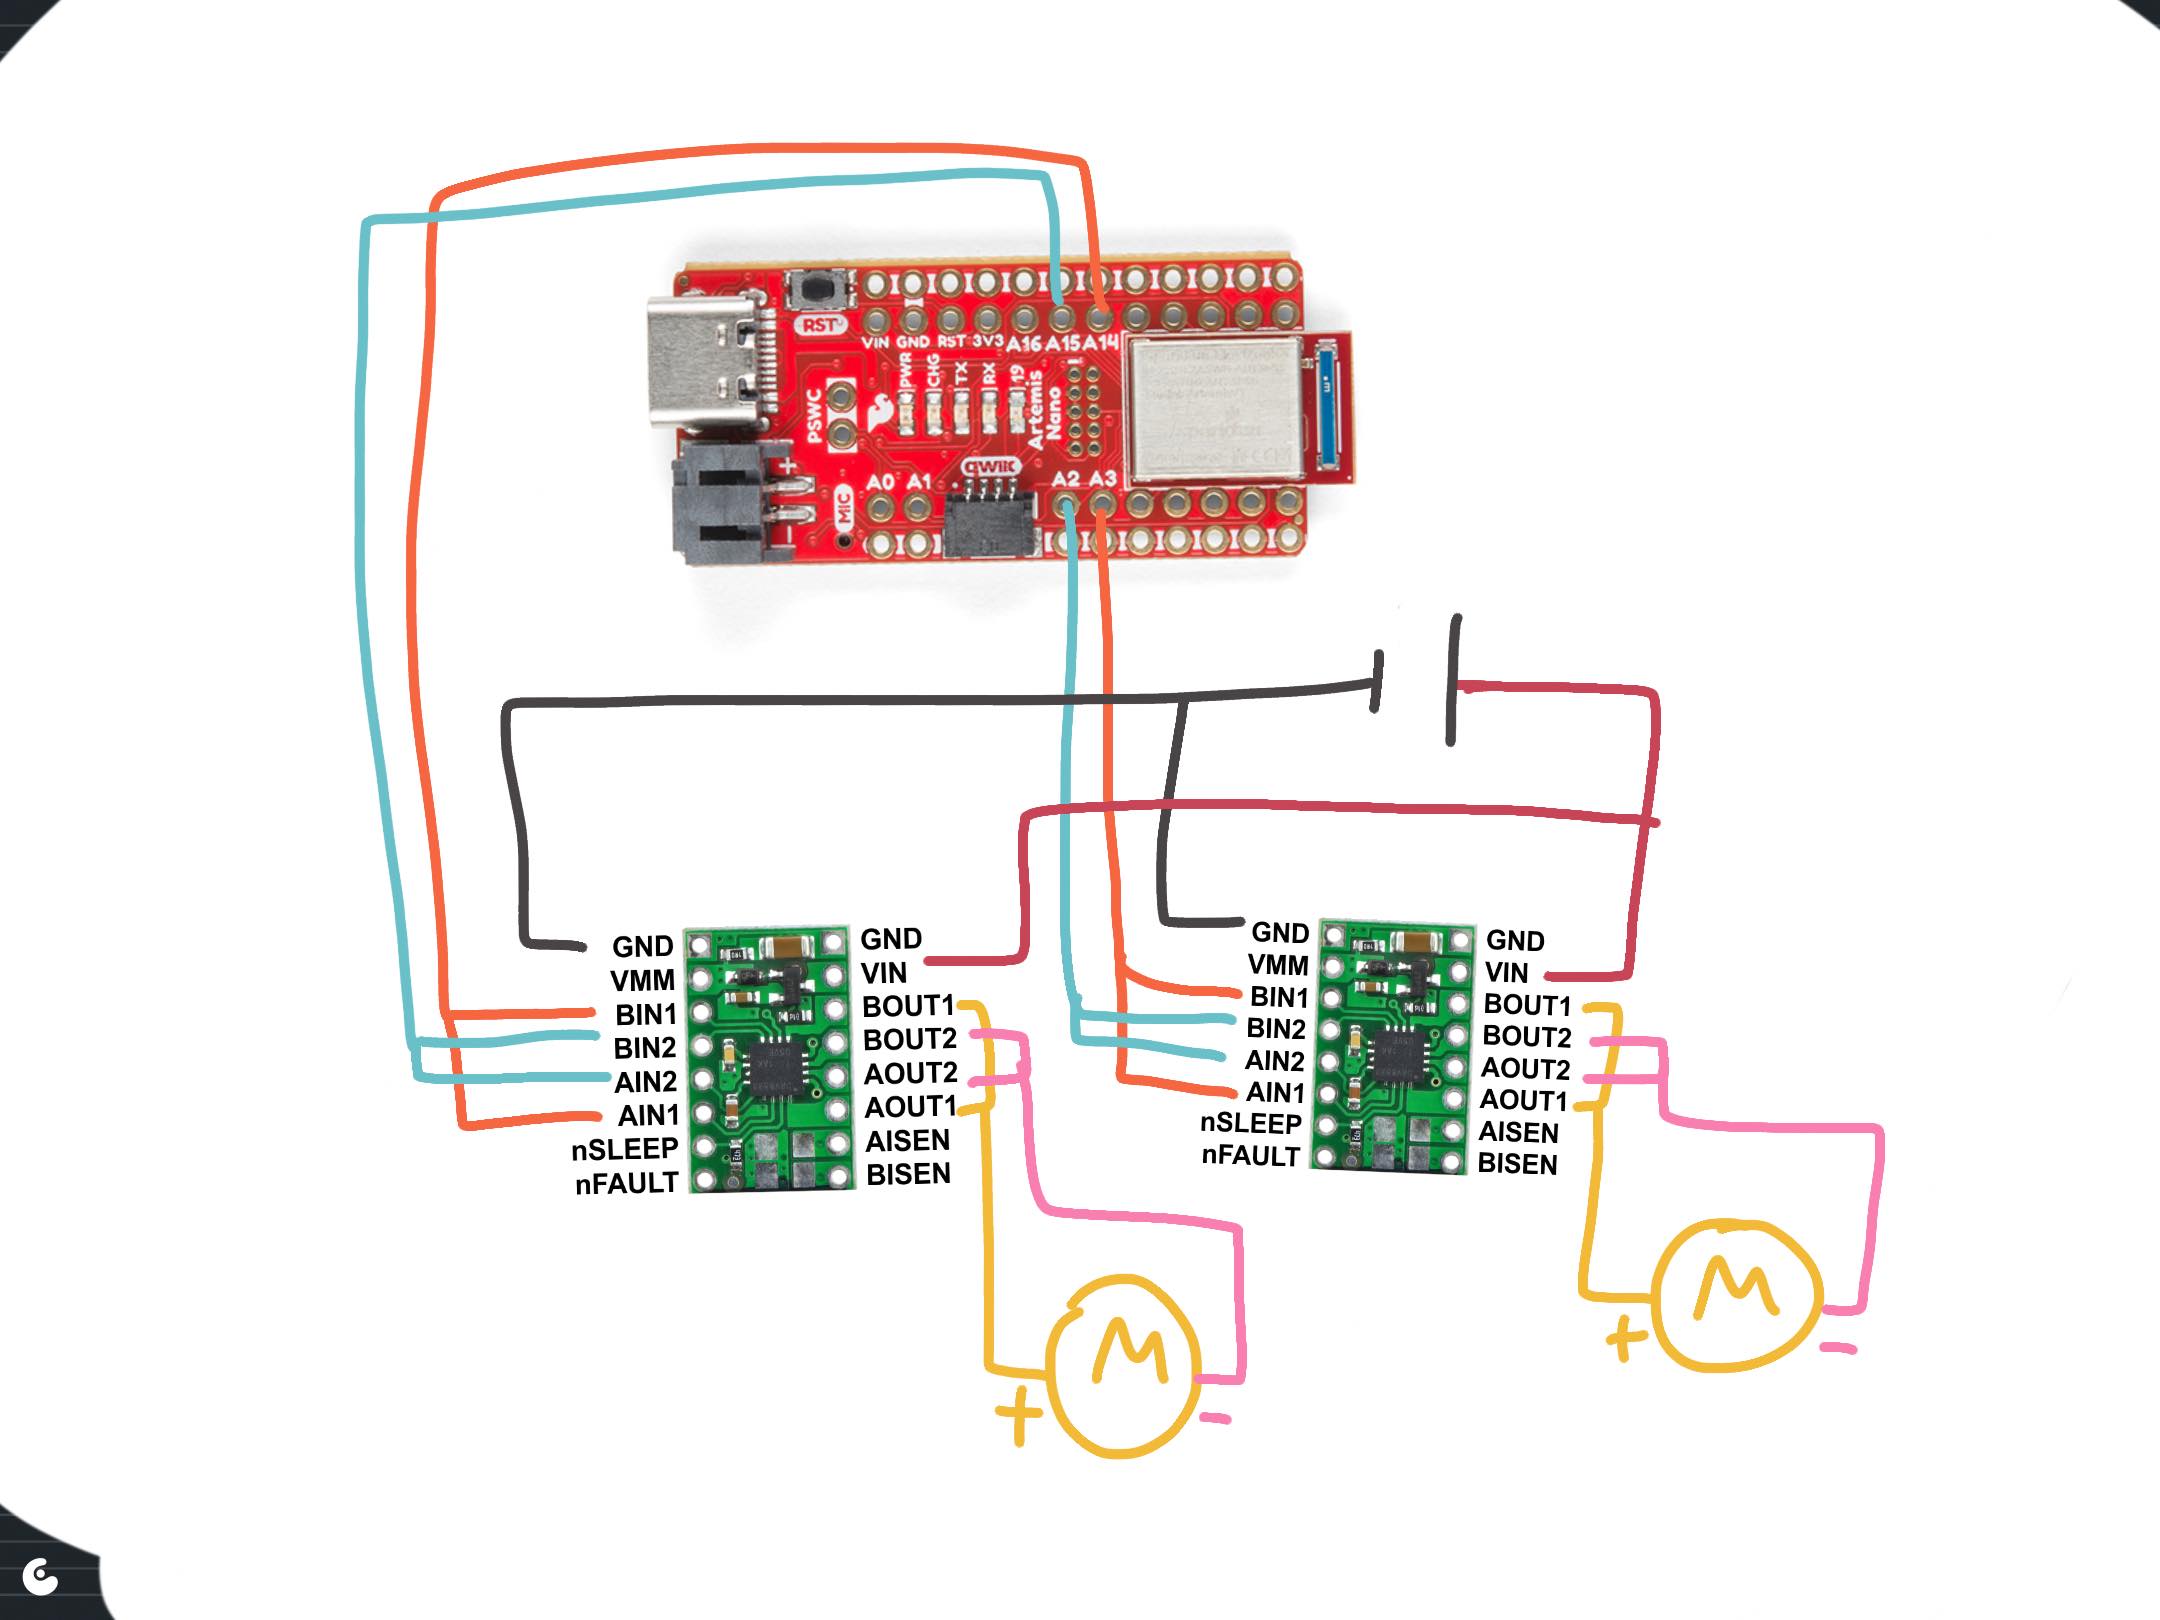 RST
VIN GND RST 3V3 A16 A15 A14
PWR
CHG
TX
RX
19
PSWC
Artemis
Nano
+
-
MIC
A0 A1
qwiic
A2 A3
GND
VMM
BIN1
BIN2
AIN2
AIN1
nSLEEP
nFAULT
GND
VIN
BOUT1
BOUT2
AOUT2
AOUT1
AISEN
BISEN
GND
VMM
BIN1
BIN2
AIN2
AIN1
nSLEEP
nFAULT
GND
VIN
BOUT1
BOUT2
AOUT2
AOUT1
AISEN
BISEN
M
+ -
M
+ -